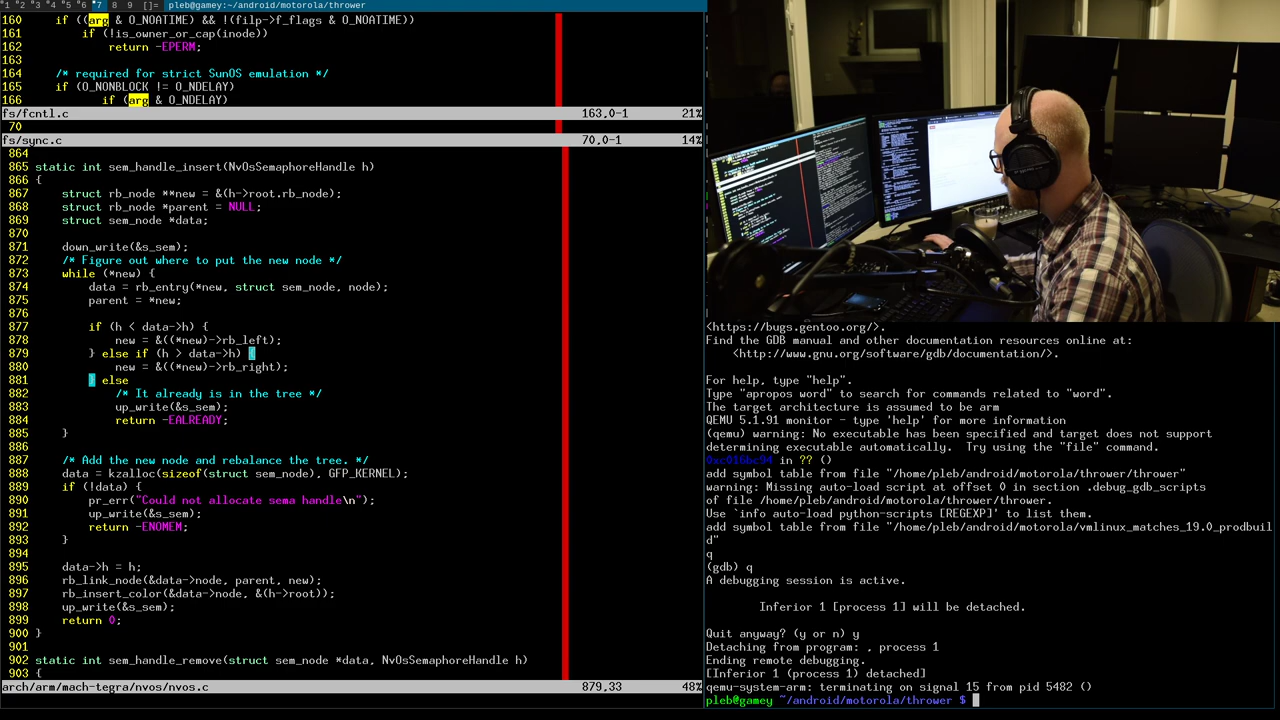 1 2 3 4 5 6 7 8 9 []= pleb@gamey:~/android/motorola/thrower
160 if ((arg & O_NOATIME) && !(filp->f_flags & O_NOATIME))
161 if (!is_owner_or_cap(inode))
162 return -EPERM;
163
164 /* required for strict SunOS emulation */
165 if (O_NONBLOCK != O_NDELAY)
166 if (arg & O_NDELAY)
fs/fcntl.c 163,0-1 21%
70
fs/sync.c 70,0-1 14%
864
865 static int sem_handle_insert(NvOsSemaphoreHandle h)
866 {
867 struct rb_node **new = &(h->root.rb_node);
868 struct rb_node *parent = NULL;
869 struct sem_node *data;
870
871 down_write(&s_sem);
872 /* Figure out where to put the new node */
873 while (*new) {
874 data = rb_entry(*new, struct sem_node, node);
875 parent = *new;
876
877 if (h < data->h) {
878 new = &((*new)->rb_left);
879 } else if (h > data->h) {
880 new = &((*new)->rb_right);
881 } else
882 /* It already is in the tree */
883 up_write(&s_sem);
884 return -EALREADY;
885 }
886
887 /* Add the new node and rebalance the tree. */
888 data = kzalloc(sizeof(struct sem_node), GFP_KERNEL);
889 if (!data) {
890 pr_err("Could not allocate sema handle\n");
891 up_write(&s_sem);
892 return -ENOMEM;
893 }
894
895 data->h = h;
896 rb_link_node(&data->node, parent, new);
897 rb_insert_color(&data->node, &(h->root));
898 up_write(&s_sem);
899 return 0;
900 }
901
902 static int sem_handle_remove(struct sem_node *data, NvOsSemaphoreHandle h)
903 {
arch/arm/mach-tegra/nvos/nvos.c 879,33 48%
<https://bugs.gentoo.org/>.
Find the GDB manual and other documentation resources online at:
<http://www.gnu.org/software/gdb/documentation/>.
For help, type "help".
Type "apropos word" to search for commands related to "word".
The target architecture is assumed to be arm
QEMU 5.1.91 monitor - type 'help' for more information
(qemu) warning: No executable has been specified and target does not support
determining executable automatically.  Try using the "file" command.
0xc016bc94 in ?? ()
add symbol table from file "/home/pleb/android/motorola/thrower/thrower"
warning: Missing auto-load script at offset 0 in section .debug_gdb_scripts
of file /home/pleb/android/motorola/thrower/thrower.
Use `info auto-load python-scripts [REGEXP]' to list them.
add symbol table from file "/home/pleb/android/motorola/vmlinux_matches_19.0_prodbuil
d"
q
(gdb) q
A debugging session is active.
Inferior 1 [process 1] will be detached.
Quit anyway? (y or n) y
Detaching from program: , process 1
Ending remote debugging.
[Inferior 1 (process 1) detached]
qemu-system-arm: terminating on signal 15 from pid 5482 ()
pleb@gamey ~/android/motorola/thrower $